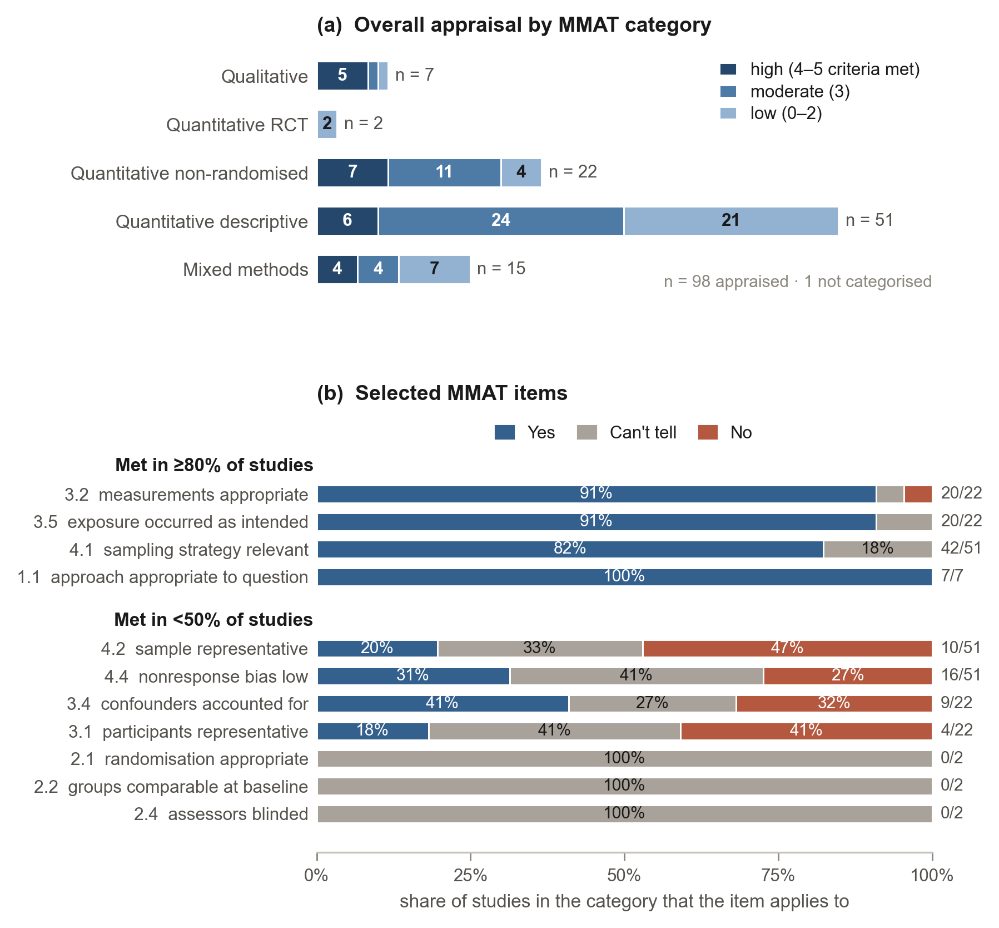 (a) Overall appraisal by MMAT category
high (4–5 criteria met)
moderate (3)
low (0–2)
Qualitative 5 n = 7
Quantitative RCT 2 n = 2
Quantitative non-randomised 7 11 4 n = 22
Quantitative descriptive 6 24 21 n = 51
Mixed methods 4 4 7 n = 15
n = 98 appraised · 1 not categorised
(b) Selected MMAT items
Yes Can't tell No
Met in ≥80% of studies
3.2 measurements appropriate 91% 20/22
3.5 exposure occurred as intended 91% 20/22
4.1 sampling strategy relevant 82% 18% 42/51
1.1 approach appropriate to question 100% 7/7
Met in <50% of studies
4.2 sample representative 20% 33% 47% 10/51
4.4 nonresponse bias low 31% 41% 27% 16/51
3.4 confounders accounted for 41% 27% 32% 9/22
3.1 participants representative 18% 41% 41% 4/22
2.1 randomisation appropriate 100% 0/2
2.2 groups comparable at baseline 100% 0/2
2.4 assessors blinded 100% 0/2
0% 25% 50% 75% 100%
share of studies in the category that the item applies to